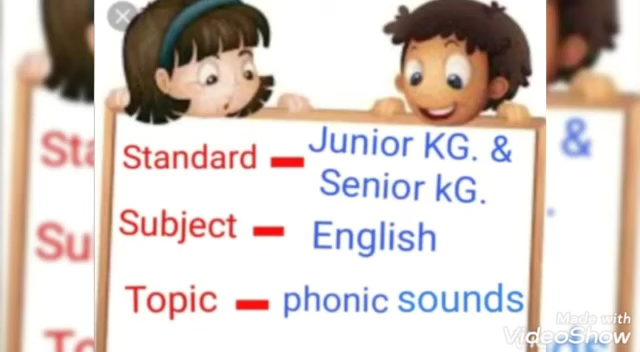 Standard - Junior KG. &
Senior kG.
Subject - English
Topic - phonic sounds
Made with
VideoShow